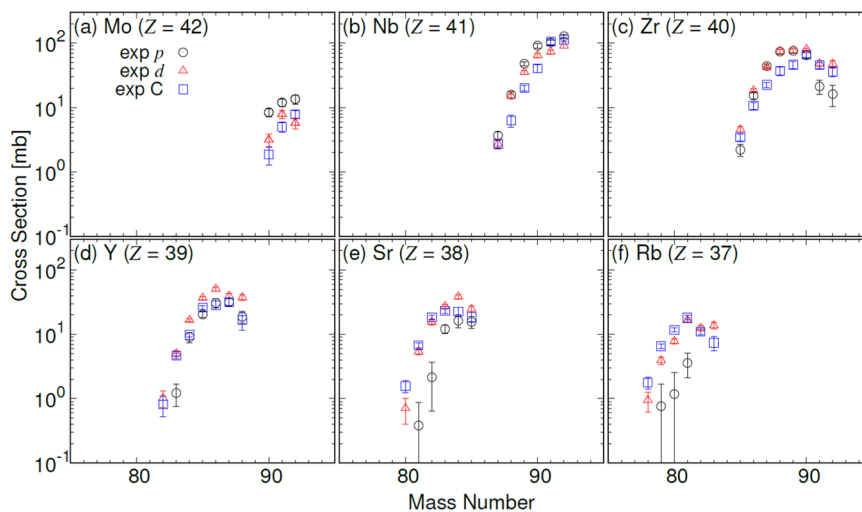 (a) Mo (Z = 42)
exp p
exp d
exp C
(b) Nb (Z = 41)
(c) Zr (Z = 40)
10²
10¹
10⁰
10⁻¹
Cross Section [mb]
(d) Y (Z = 39)
(e) Sr (Z = 38)
(f) Rb (Z = 37)
10²
10¹
10⁰
10⁻¹
80 90 80 90 80 90
Mass Number